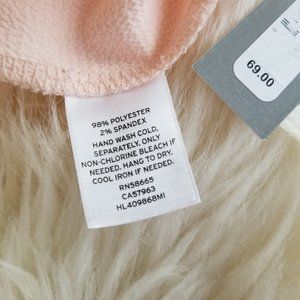 98% POLYESTER
2% SPANDEX
HAND WASH COLD,
SEPARATELY, ONLY
NON-CHLORINE BLEACH IF
NEEDED. HANG TO DRY.
COOL IRON IF NEEDED.
RN58665
CA57963
HL409868MI
69.00